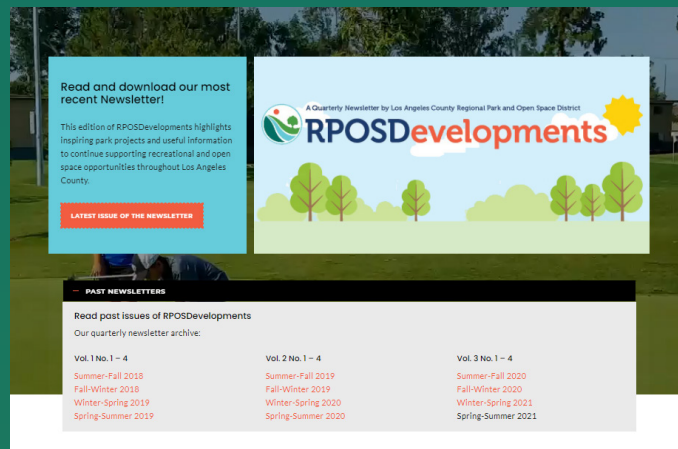 Read and download our most
recent Newsletter!
This edition of RPOSDevelopments highlights
inspiring park projects and useful information
to continue supporting recreational and open
space opportunities throughout Los Angeles
County.
LATEST ISSUE OF THE NEWSLETTER
A Quarterly Newsletter by Los Angeles County Regional Park and Open Space District
RPOSDevelopments
– PAST NEWSLETTERS
Read past issues of RPOSDevelopments
Our quarterly newsletter archive:
Vol. 1 No. 1 – 4
Summer-Fall 2018
Fall-Winter 2018
Winter-Spring 2019
Spring-Summer 2019
Vol. 2 No. 1 – 4
Summer-Fall 2019
Fall-Winter 2019
Winter-Spring 2020
Spring-Summer 2020
Vol. 3 No. 1 – 4
Summer-Fall 2020
Fall-Winter 2020
Winter-Spring 2021
Spring-Summer 2021